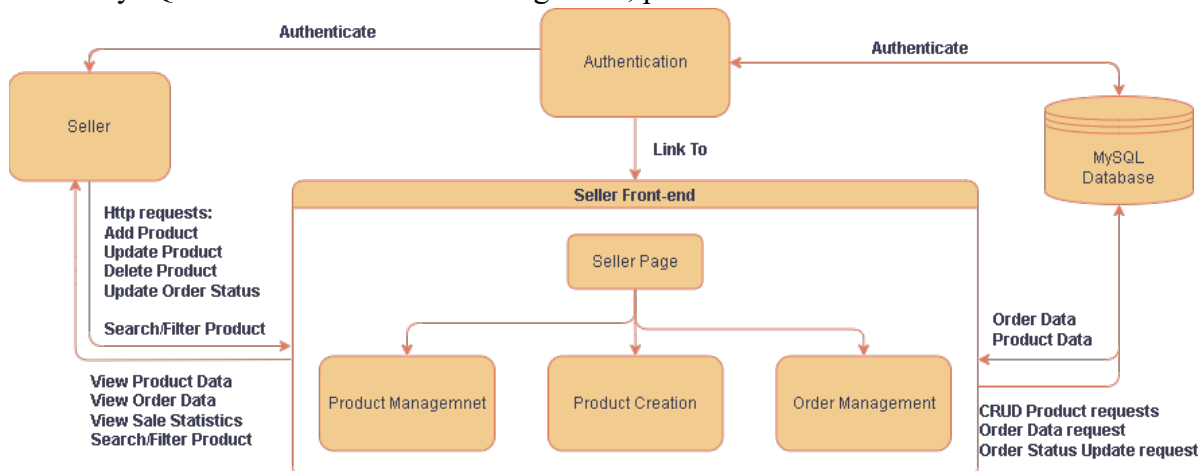 Authenticate
Authentication
Authenticate
Seller
MySQL
Database
Link To
Seller Front-end
Http requests:
Add Product
Update Product
Delete Product
Update Order Status
Search/Filter Product
Seller Page
Order Data
Product Data
View Product Data
View Order Data
View Sale Statistics
Search/Filter Product
Product Managemnet
Product Creation
Order Management
CRUD Product requests
Order Data request
Order Status Update request